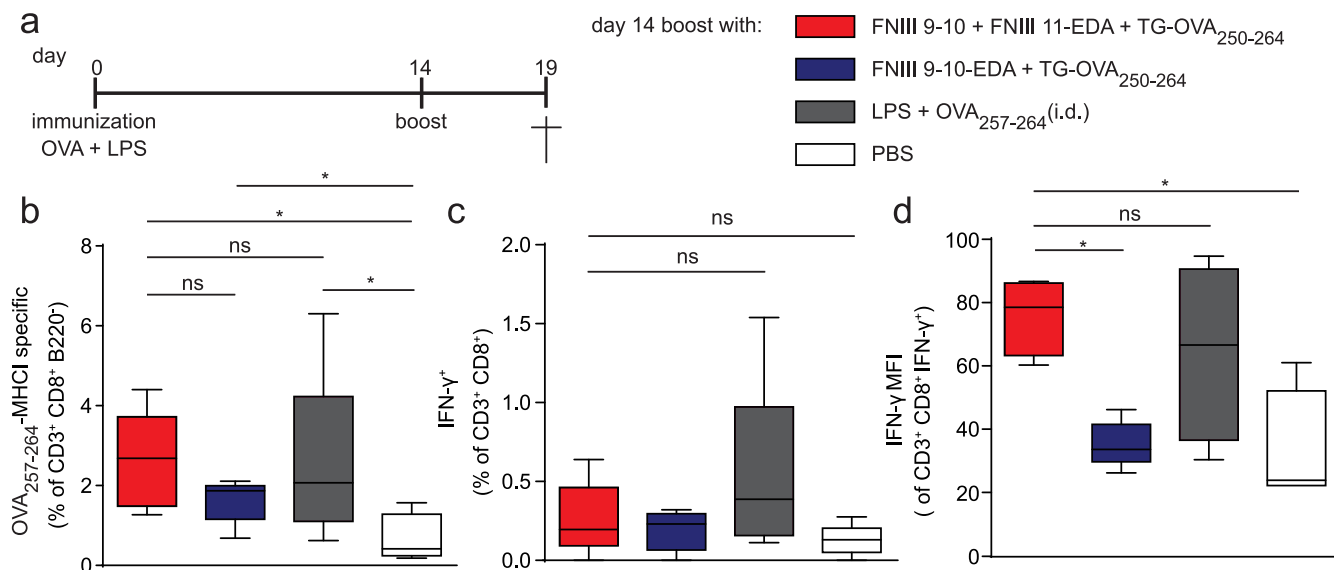 a
day
0 14 19
immunization boost
OVA + LPS
day 14 boost with:
FNIII 9-10 + FNIII 11-EDA + TG-OVA250-264
FNIII 9-10-EDA + TG-OVA250-264
LPS + OVA257-264(i.d.)
PBS
b
OVA257-264-MHCI specific
(% of CD3+ CD8+ B220-)
8
6
4
2
0
*
*
ns
ns
*
c
IFN-γ+
(% of CD3+ CD8+)
2.0
1.5
1.0
0.5
0.0
ns
ns
d
IFN-γ MFI
( of CD3+ CD8+ IFN-γ+)
100
80
60
40
20
0
*
ns
*